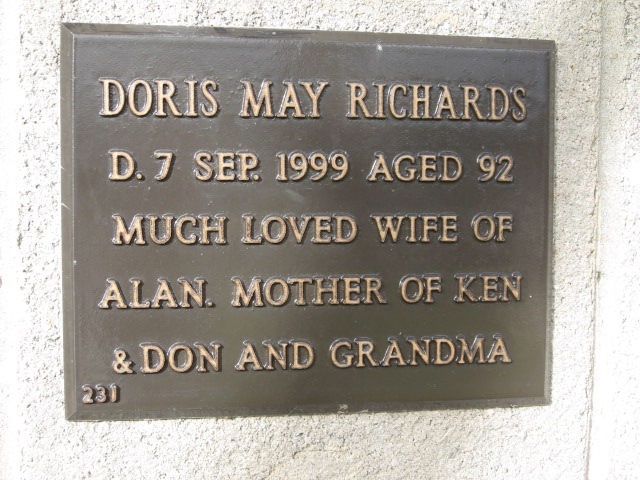 DORIS MAY RICHARDS
D. 7 SEP. 1999 AGED 92
MUCH LOVED WIFE OF
ALAN. MOTHER OF KEN
& DON AND GRANDMA
231